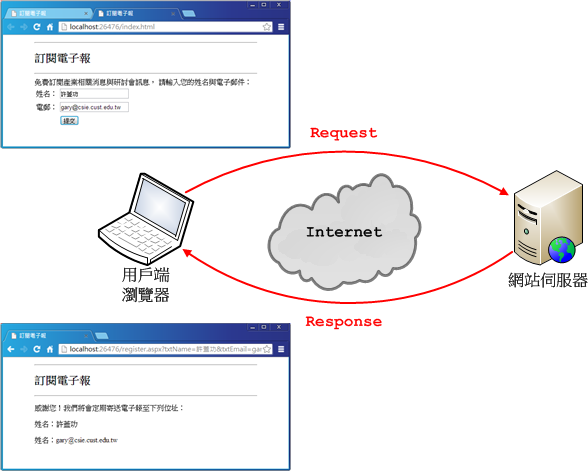 訂閱電子報 訂閱電子報
localhost:26476/index.html
訂閱電子報
免費訂閱產業相關消息與研討會訊息。 請輸入您的姓名與電子郵件：
姓名： 許蓋功
電郵： gary@csie.cust.edu.tw
提交
Request
Internet
用戶端
瀏覽器
網站伺服器
Response
訂閱電子報
localhost:26476/register.aspx?txtName=許蓋功&txtEmail=gar
訂閱電子報
感謝您！我們將會定期寄送電子錄至下列位址：
姓名：許蓋功
姓名：gary@csie.cust.edu.tw